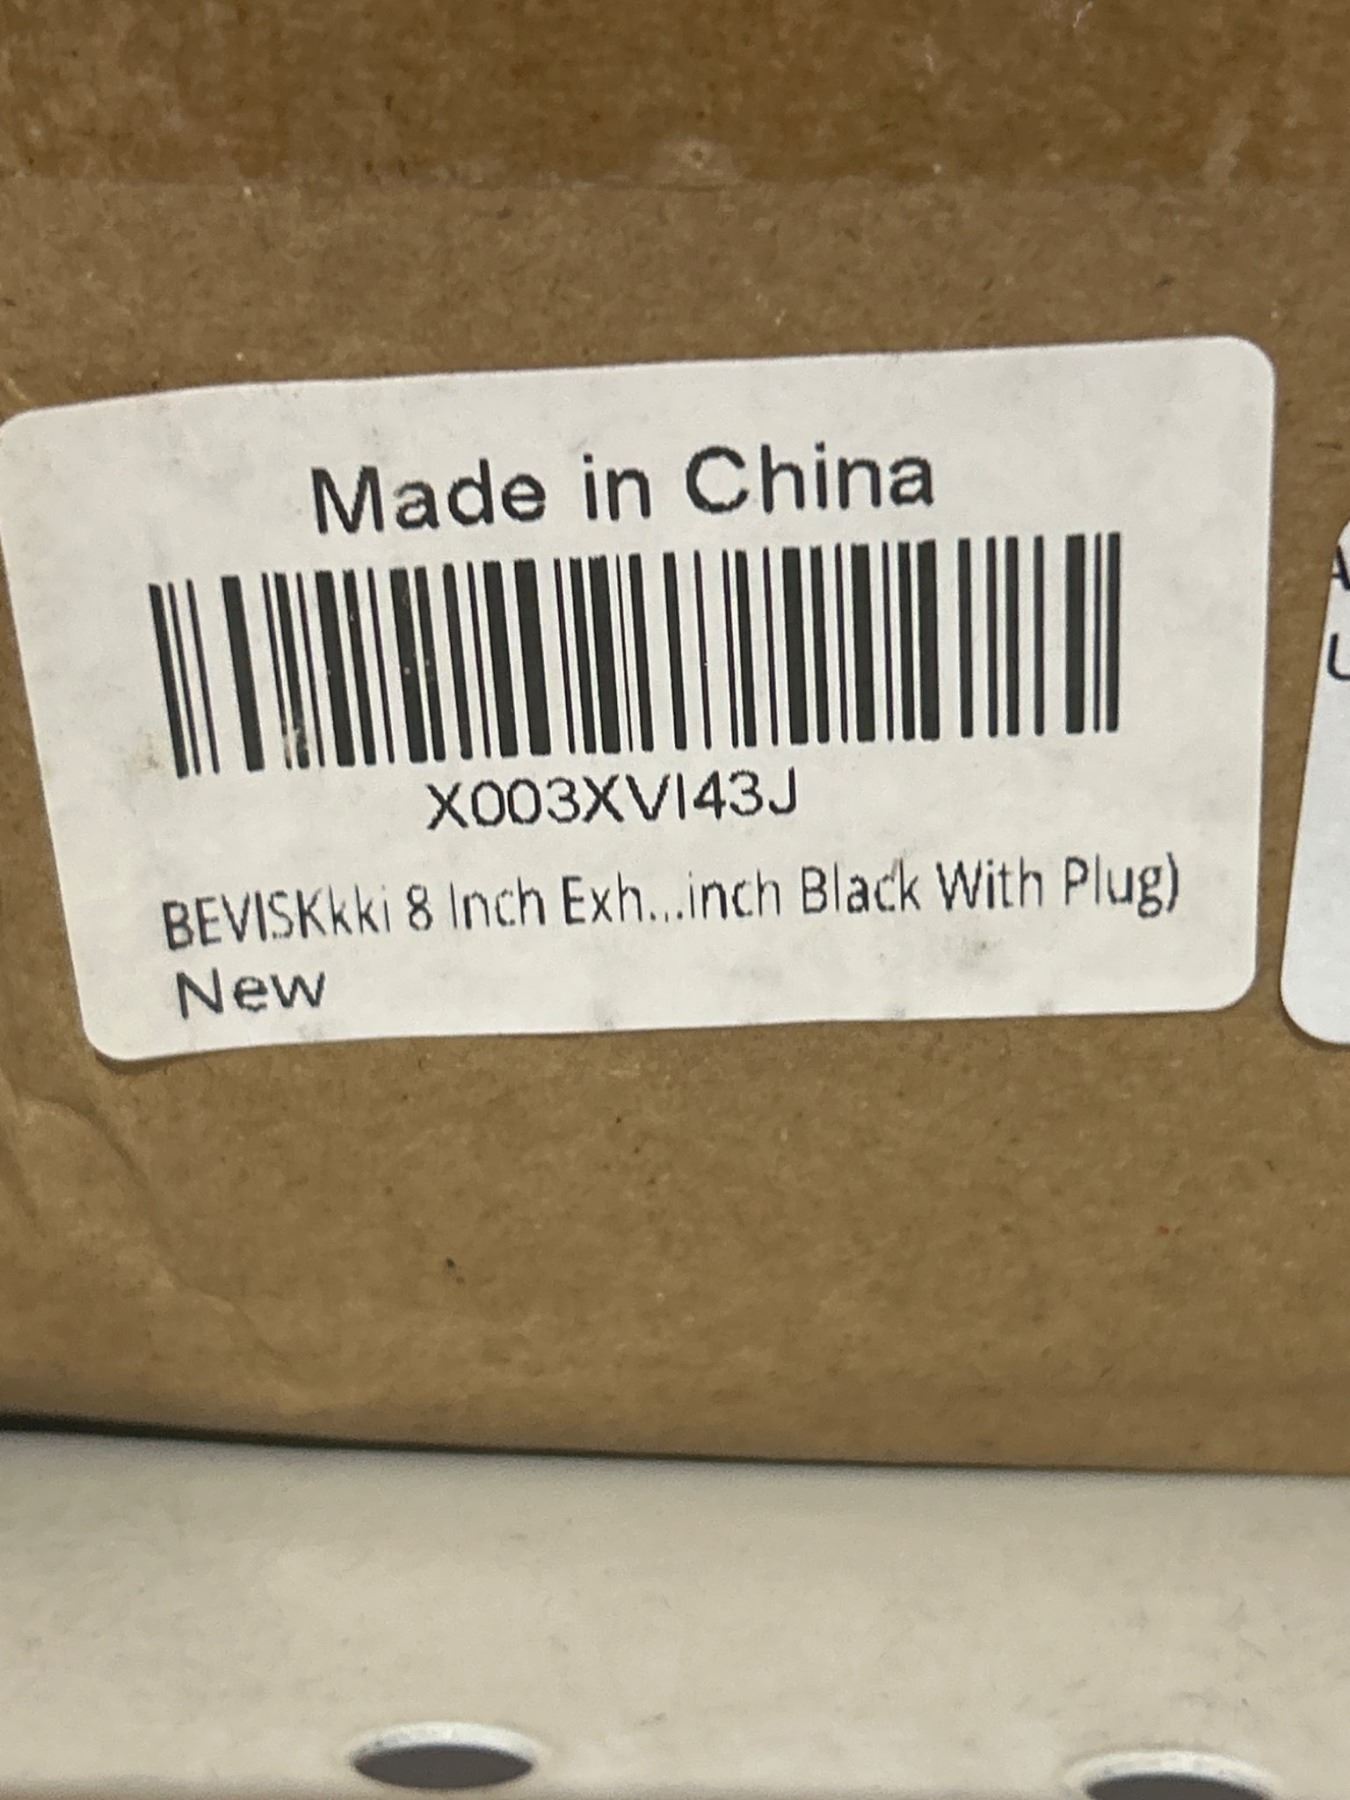 Made in China
X003XVI43J
BEVISKkki 8 Inch Exh...inch Black With Plug)
New